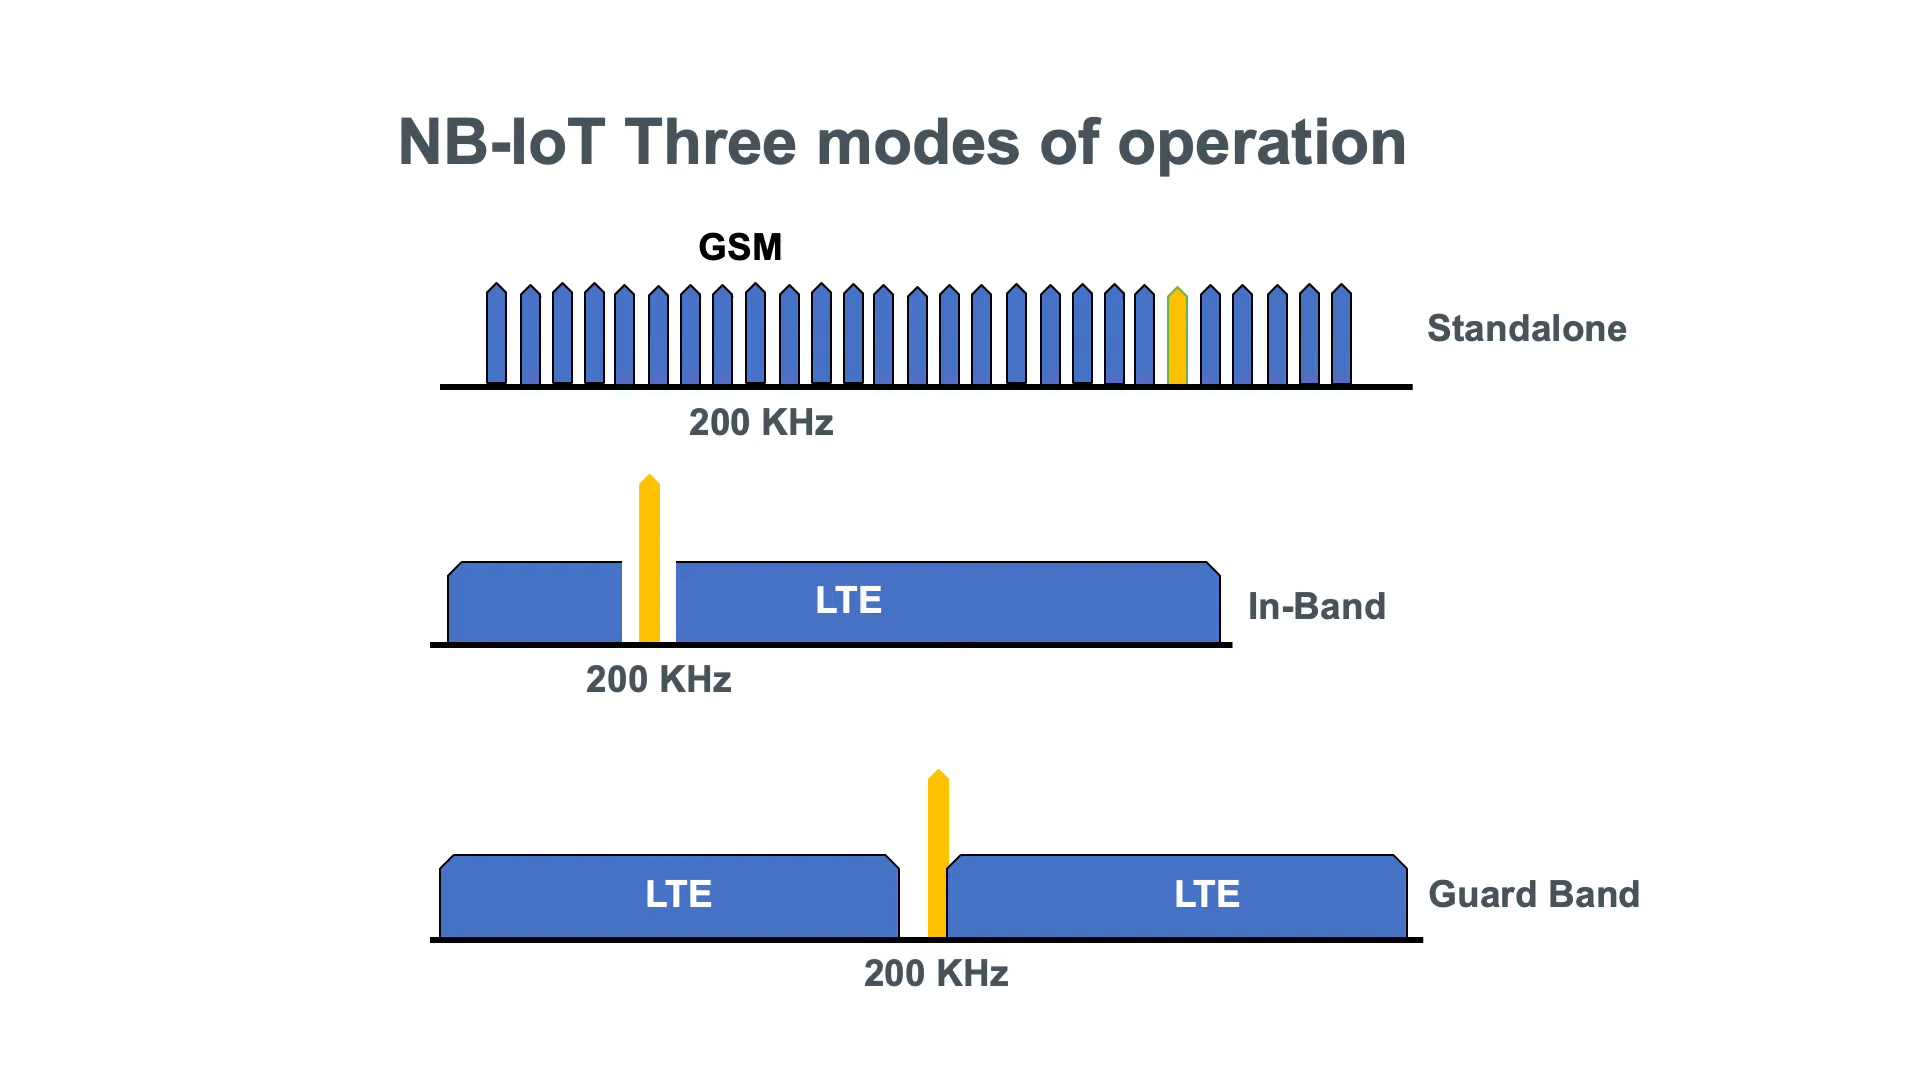 NB-IoT Three modes of operation
GSM
Standalone
200 KHz
LTE
In-Band
200 KHz
LTE
LTE
Guard Band
200 KHz